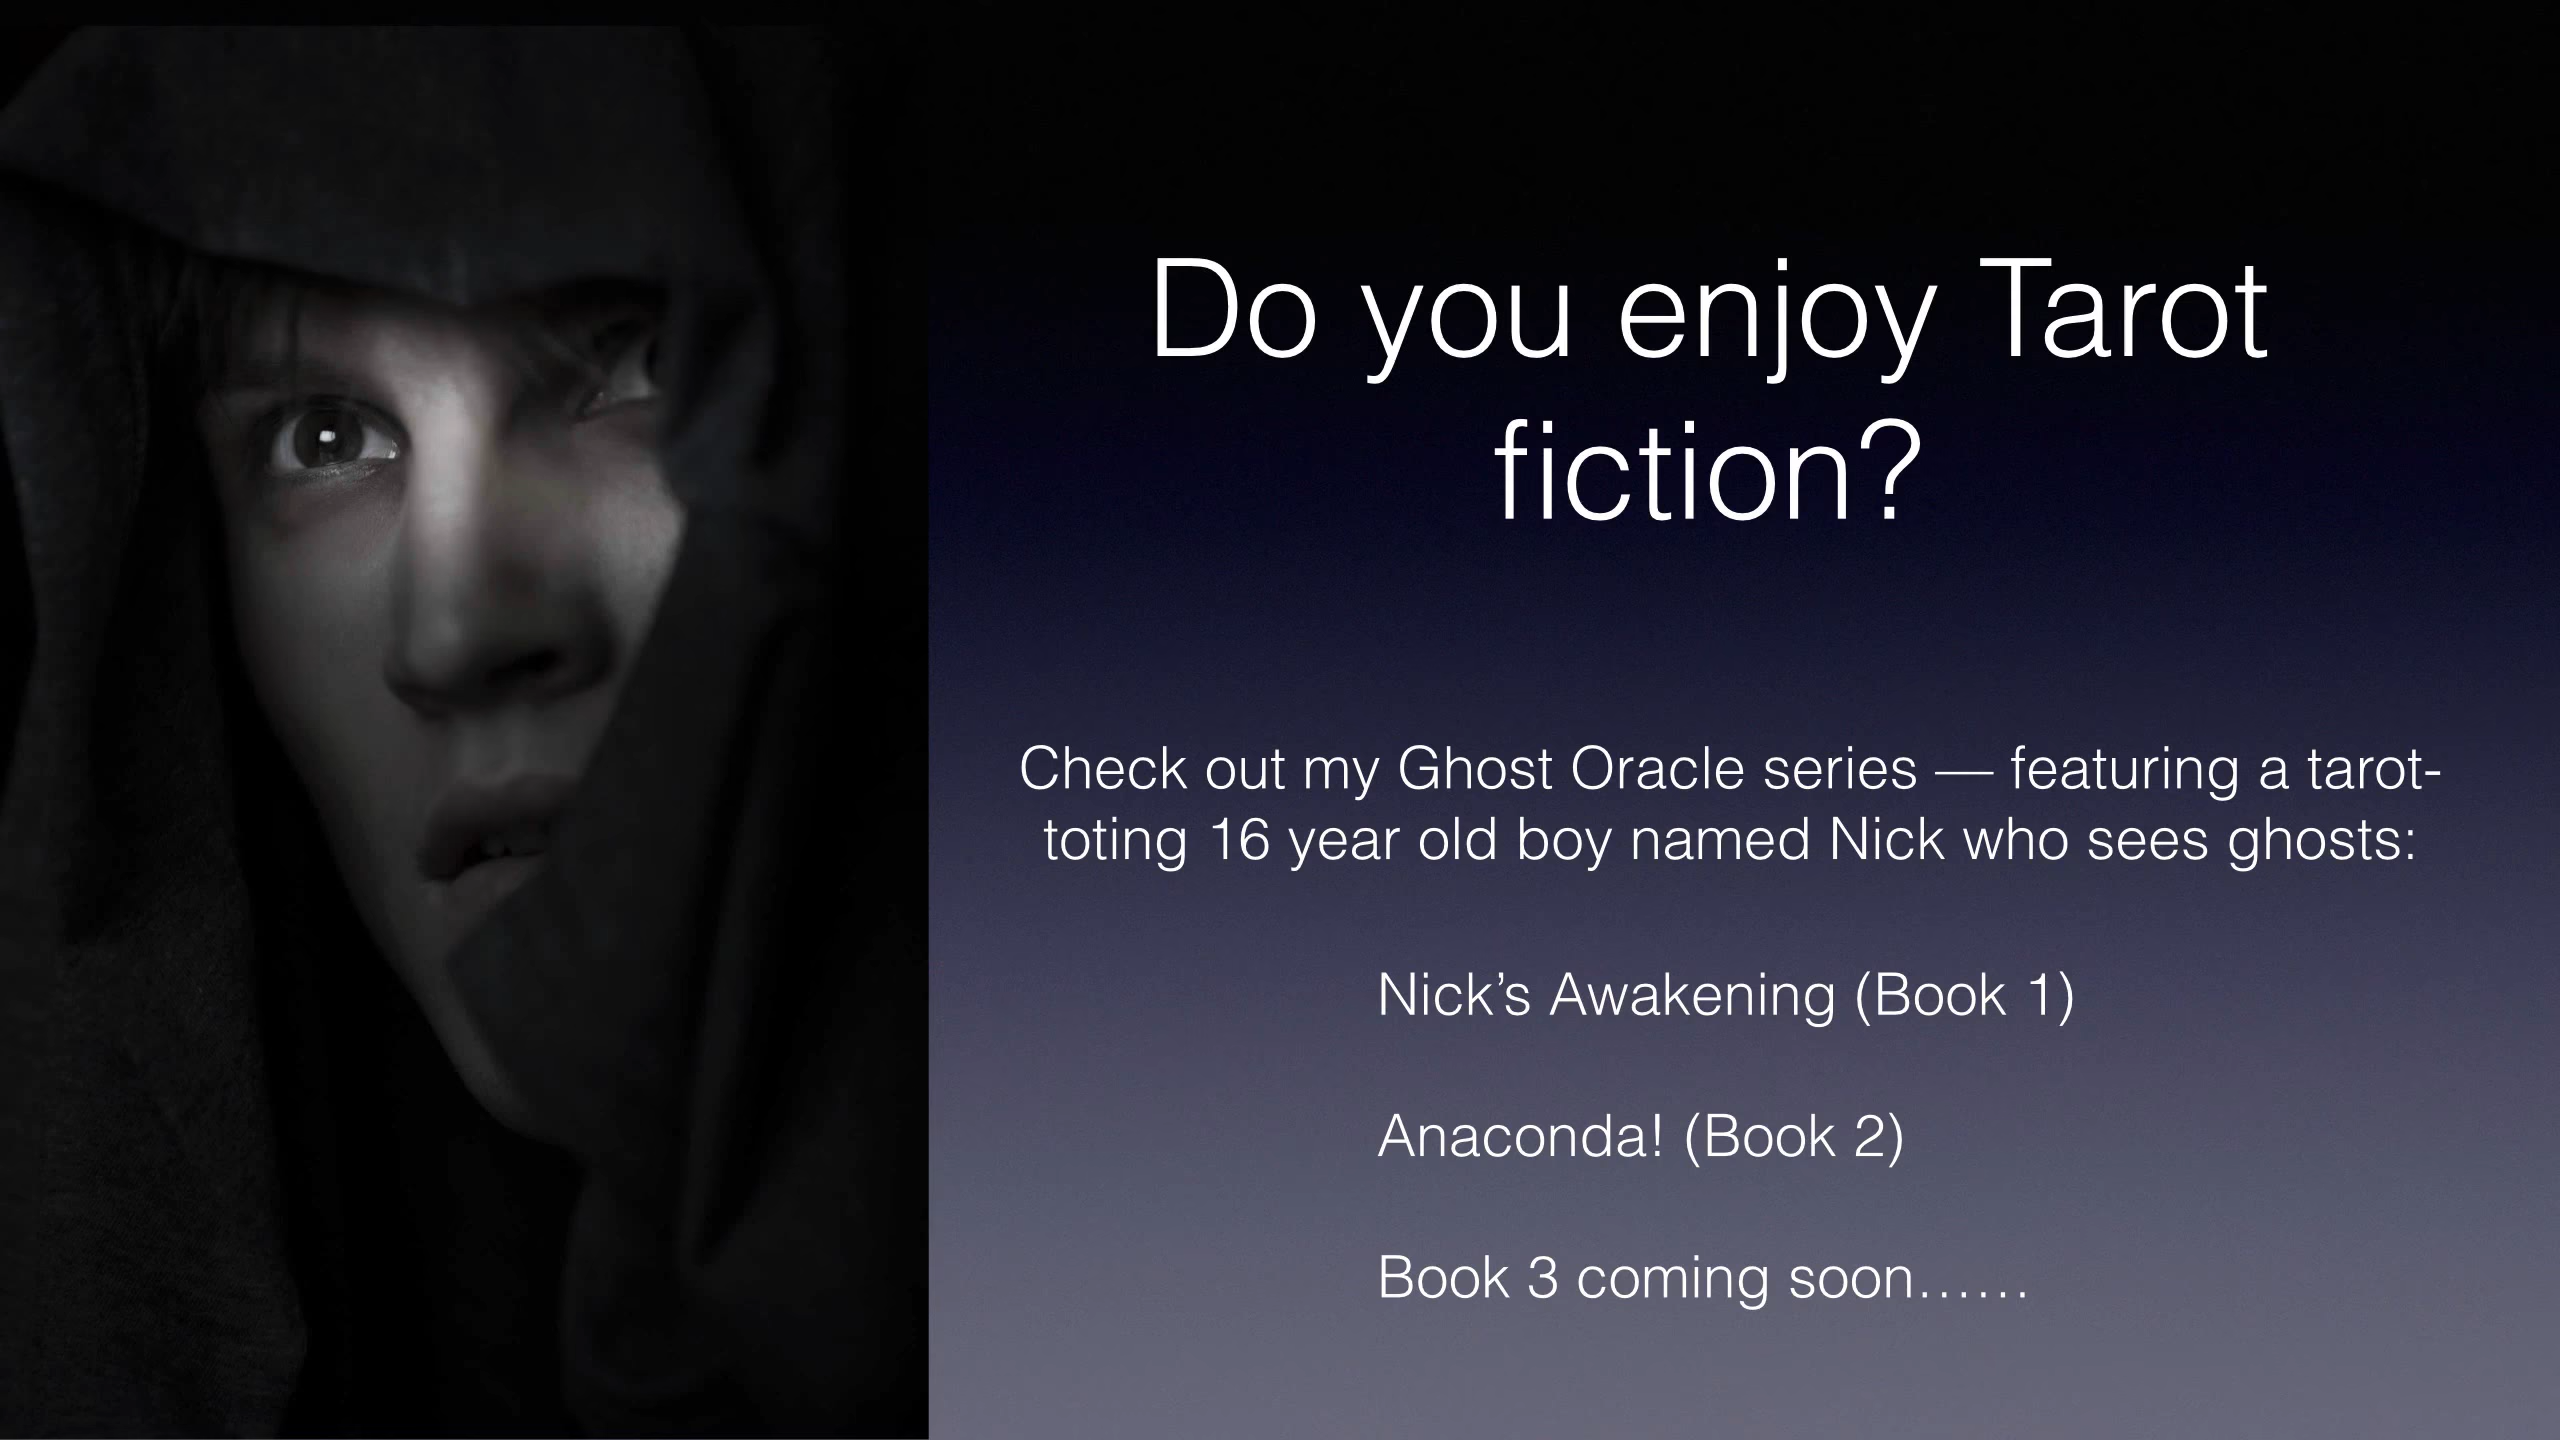 Do you enjoy Tarot
fiction?
Check out my Ghost Oracle series — featuring a tarot-
toting 16 year old boy named Nick who sees ghosts:
Nick’s Awakening (Book 1)
Anaconda! (Book 2)
Book 3 coming soon……